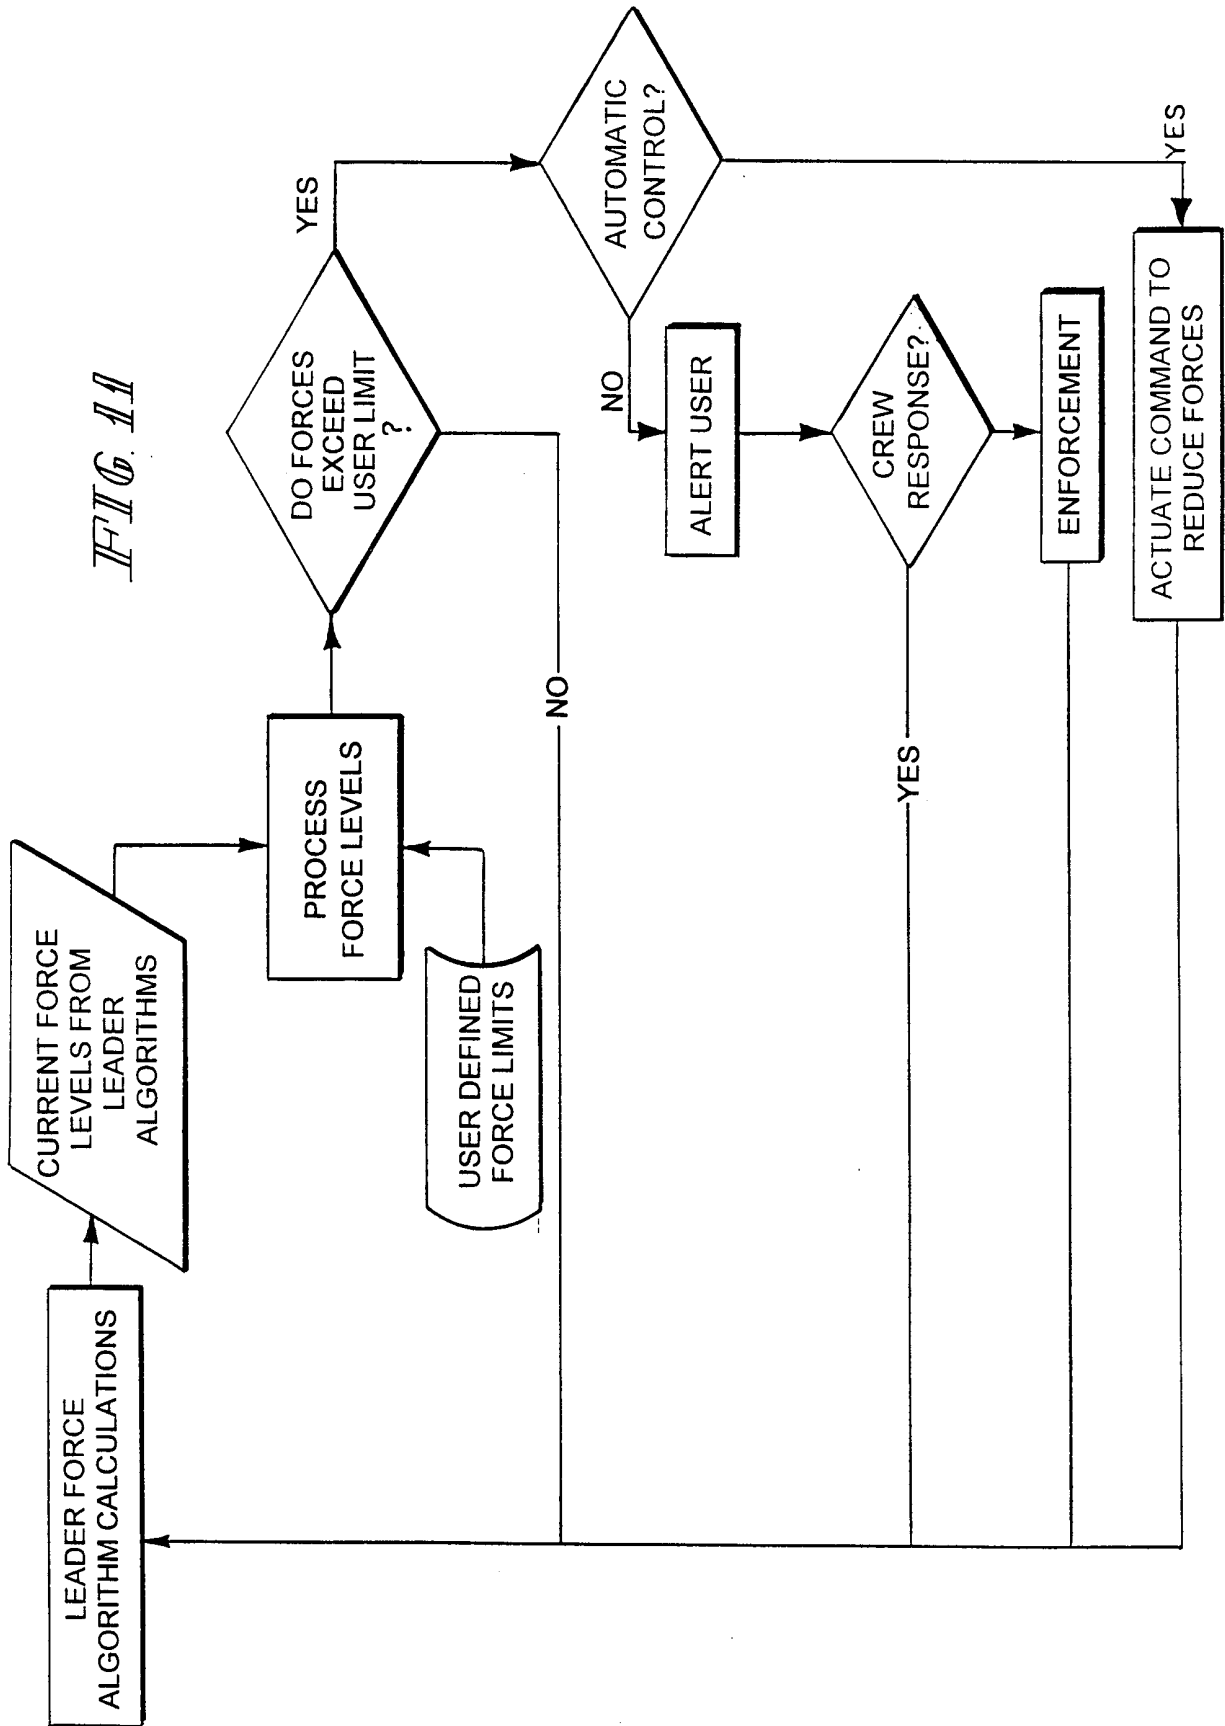 FIG. 11
LEADER FORCE
ALGORITHM CALCULATIONS
CURRENT FORCE
LEVELS FROM
LEADER
ALGORITHMS
PROCESS
FORCE LEVELS
USER DEFINED
FORCE LIMITS
DO FORCES
EXCEED
USER LIMIT
?
YES
NO
AUTOMATIC
CONTROL?
NO
YES
ALERT USER
CREW
RESPONSE?
YES
ENFORCEMENT
ACTUATE COMMAND TO
REDUCE FORCES